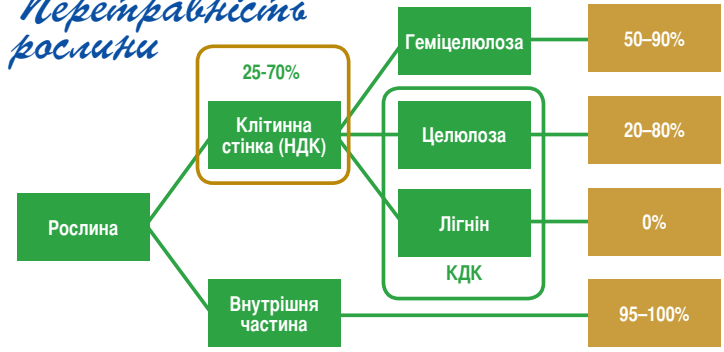 Перетравність
рослини
25-70%
Клітинна
стінка (НДК)
Геміцелюлоза
50–90%
Целюлоза
20–80%
Рослина
Лігнін
0%
КДК
Внутрішня
частина
95–100%